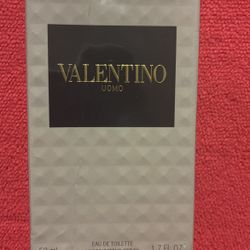 VALENTINO
UOMO
EAU DE TOILETTE
1.7 FL.OZ.